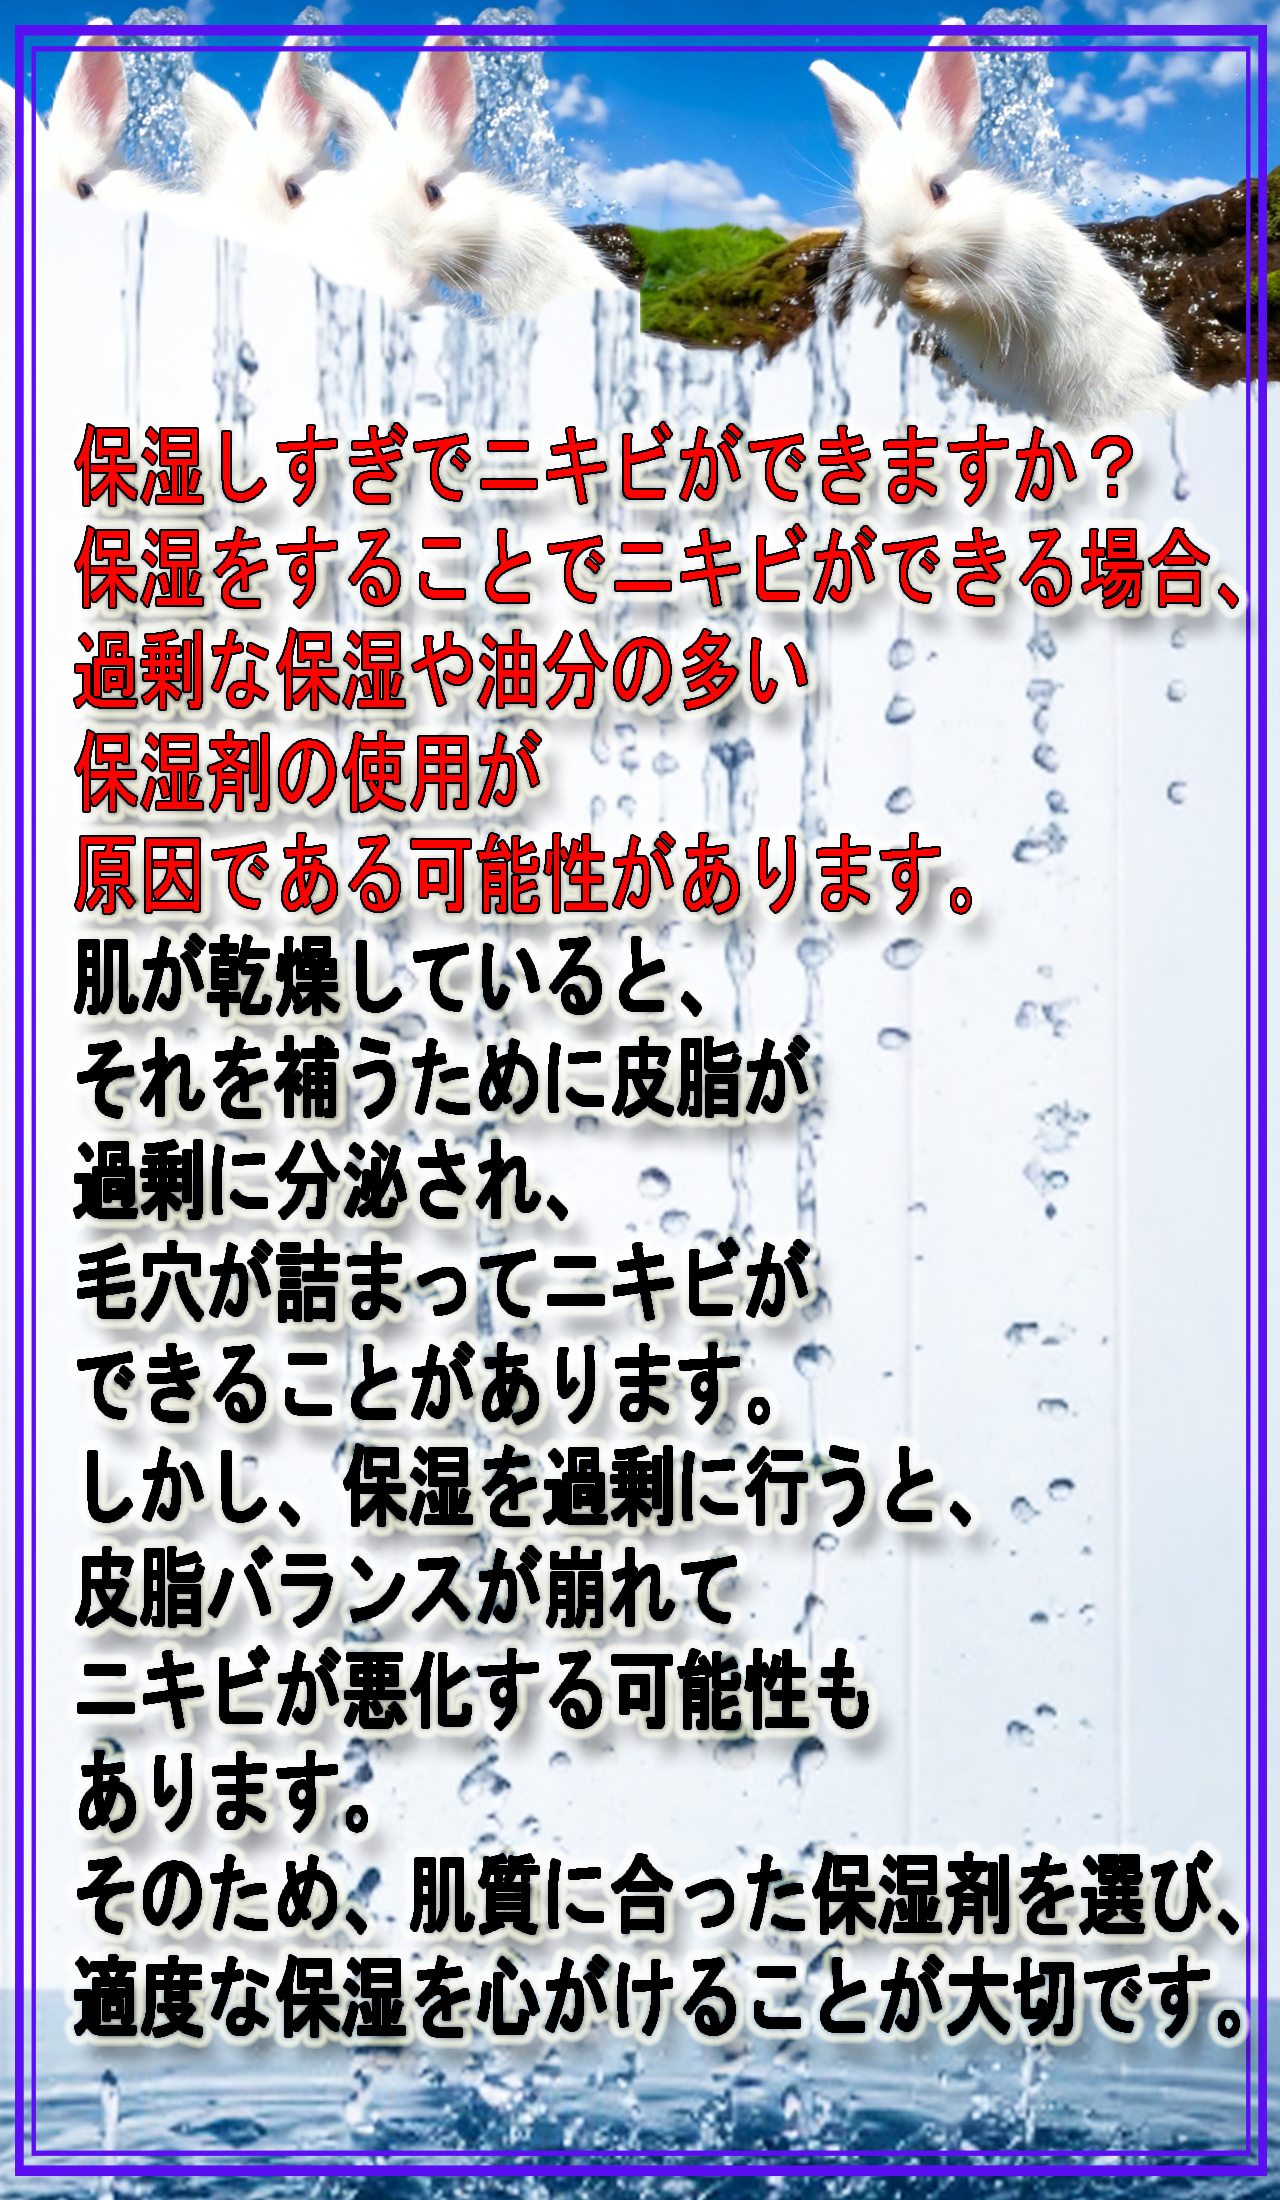 保湿しすぎでニキビができますか？
保湿をすることでニキビができる場合、
過剰な保湿や油分の多い
保湿剤の使用が
原因である可能性があります。
肌が乾燥していると、
それを補うために皮脂が
過剰に分泌され、
毛穴が詰まってニキビが
できることがあります。
しかし、保湿を過剰に行うと、
皮脂バランスが崩れて
ニキビが悪化する可能性も
あります。
そのため、肌質に合った保湿剤を選び、
適度な保湿を心がけることが大切です。